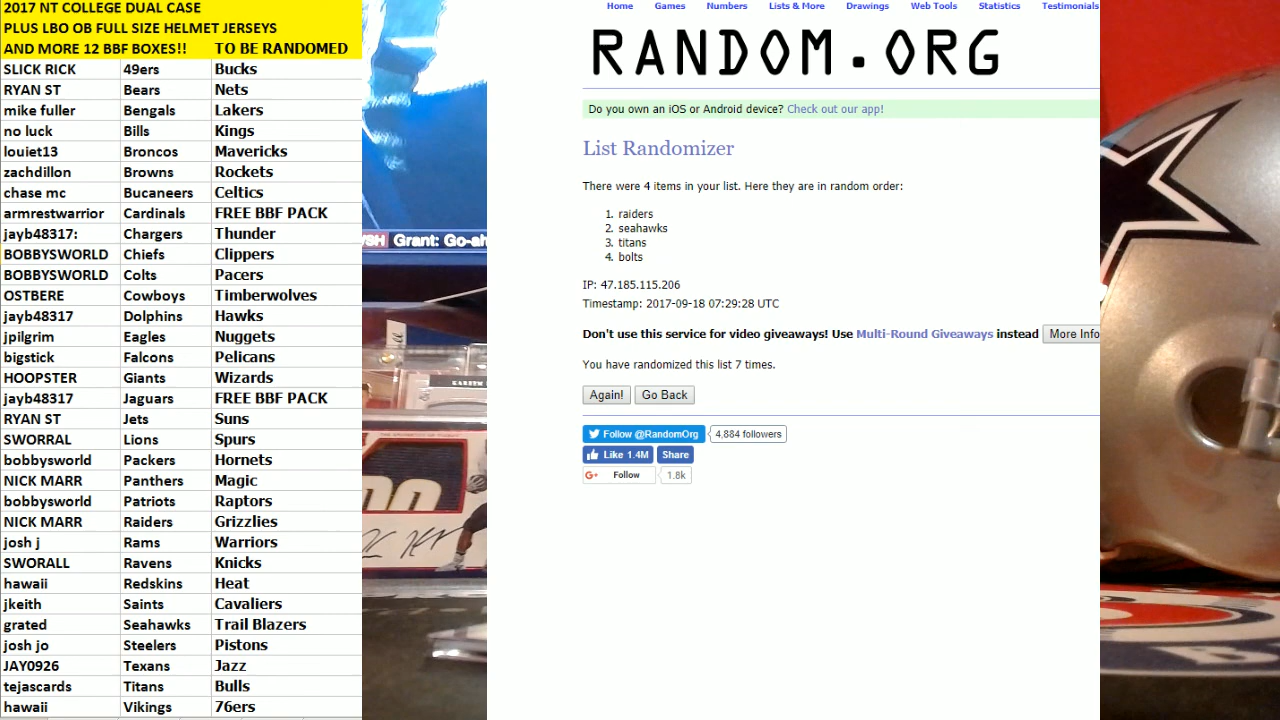 2017 NT COLLEGE DUAL CASE
PLUS LBO OB FULL SIZE HELMET JERSEYS
AND MORE 12 BBF BOXES!! TO BE RANDOMED
SLICK RICK 49ers Bucks
RYAN ST Bears Nets
mike fuller Bengals Lakers
no luck Bills Kings
louiet13 Broncos Mavericks
zachdillon Browns Rockets
chase mc Bucaneers Celtics
armrestwarrior Cardinals FREE BBF PACK
jayb48317: Chargers Thunder
BOBBYSWORLD Chiefs Clippers
BOBBYSWORLD Colts Pacers
OSTBERE Cowboys Timberwolves
jayb48317 Dolphins Hawks
jpilgrim Eagles Nuggets
bigstick Falcons Pelicans
HOOPSTER Giants Wizards
jayb48317 Jaguars FREE BBF PACK
RYAN ST Jets Suns
SWORRAL Lions Spurs
bobbysworld Packers Hornets
NICK MARR Panthers Magic
bobbysworld Patriots Raptors
NICK MARR Raiders Grizzlies
josh j Rams Warriors
SWORALL Ravens Knicks
hawaii Redskins Heat
jkeith Saints Cavaliers
grated Seahawks Trail Blazers
josh jo Steelers Pistons
JAY0926 Texans Jazz
tejascards Titans Bulls
hawaii Vikings 76ers
Grant: Go-ah
Home Games Numbers Lists & More Drawings Web Tools Statistics Testimonials
RANDOM.ORG
Do you own an iOS or Android device? Check out our app!
List Randomizer
There were 4 items in your list. Here they are in random order:
1. raiders
2. seahawks
3. titans
4. bolts
IP: 47.185.115.206
Timestamp: 2017-09-18 07:29:28 UTC
Don't use this service for video giveaways! Use Multi-Round Giveaways instead More Info
You have randomized this list 7 times.
Again! Go Back
Follow @RandomOrg 4,884 followers
Like 1.4M Share
G+ Follow 1.8k